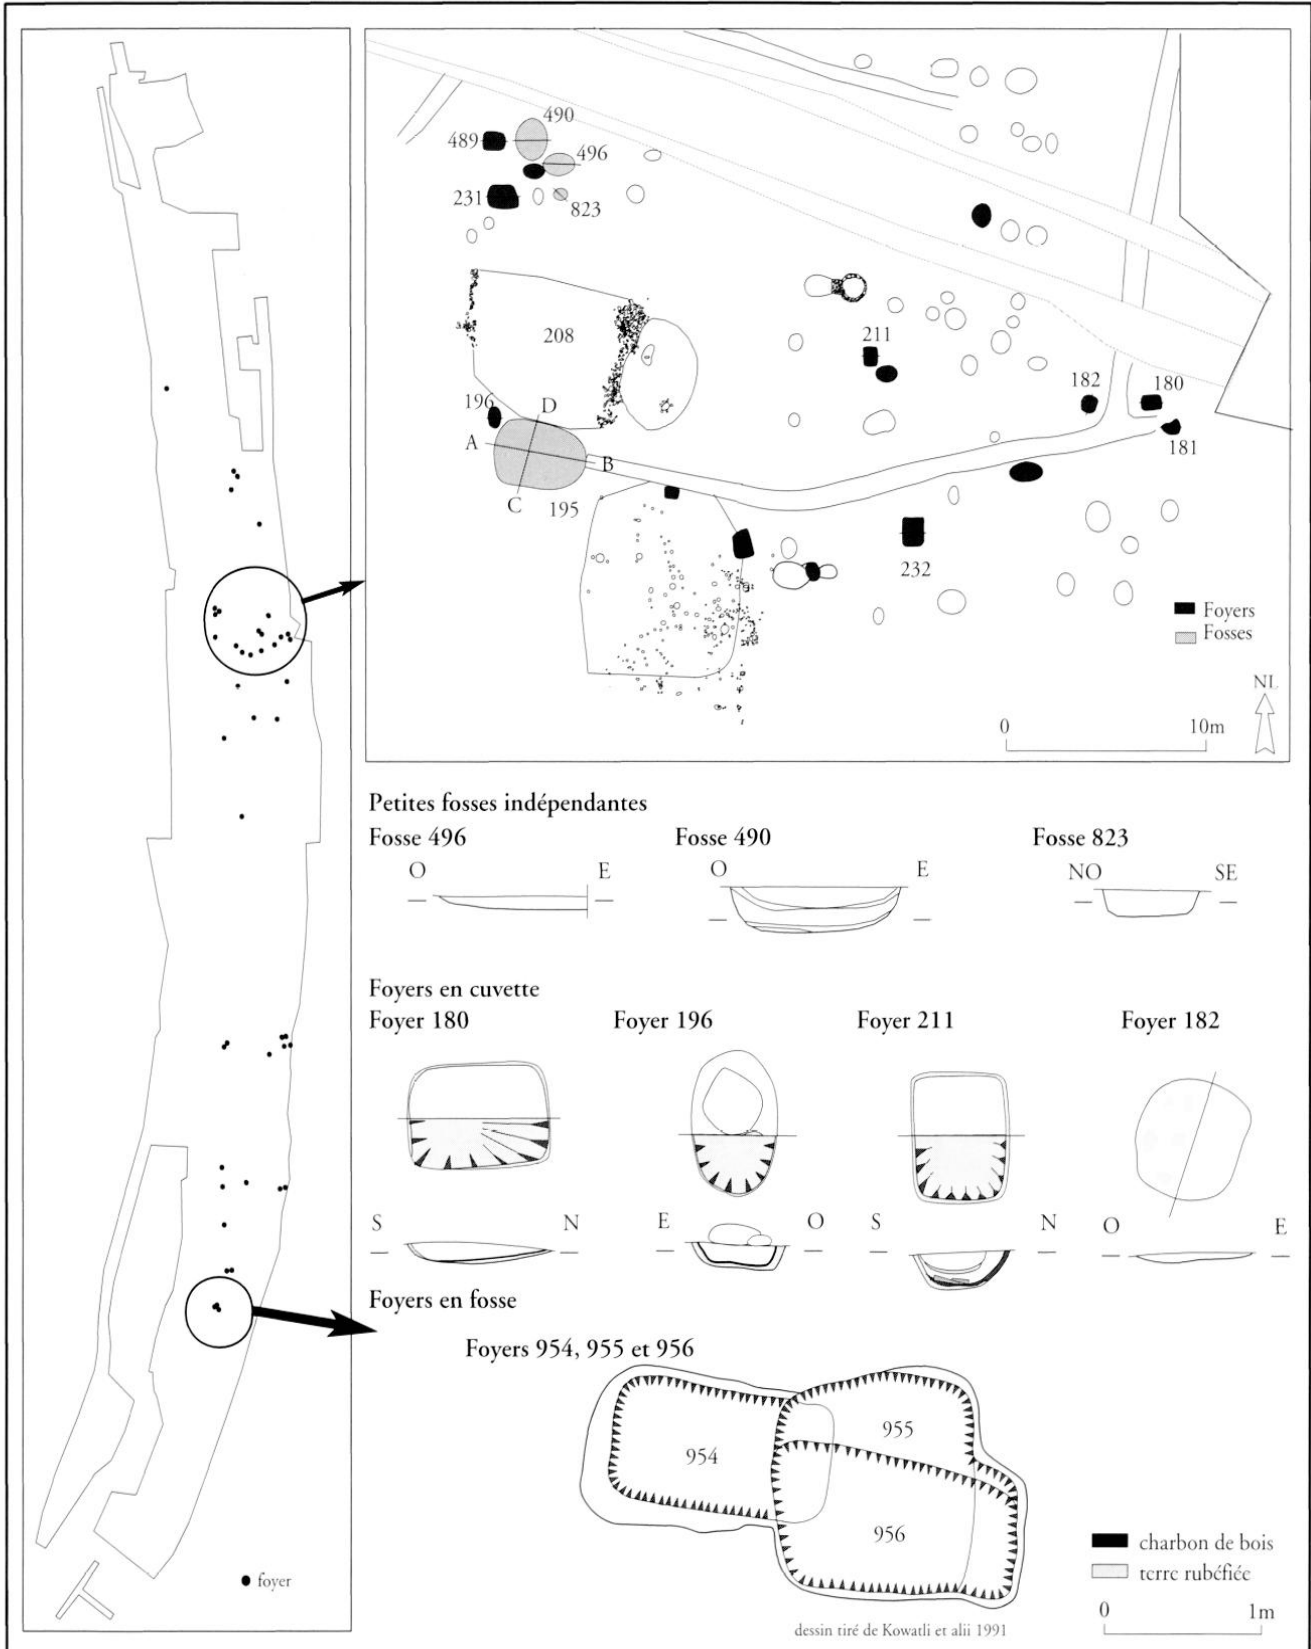 490
489
496
231
823
208
211
182
180
196
D
A
B
181
C
195
232
Foyers
Fosses
NL
0 10m
Petites fosses indépendantes
Fosse 496 Fosse 490 Fosse 823
O E O E NO SE
Foyers en cuvette
Foyer 180 Foyer 196 Foyer 211 Foyer 182
S N E O S N O E
Foyers en fosse
Foyers 954, 955 et 956
955
954
956
charbon de bois
terre rubéfiée
foyer
0 1m
dessin tiré de Kowatli et alii 1991